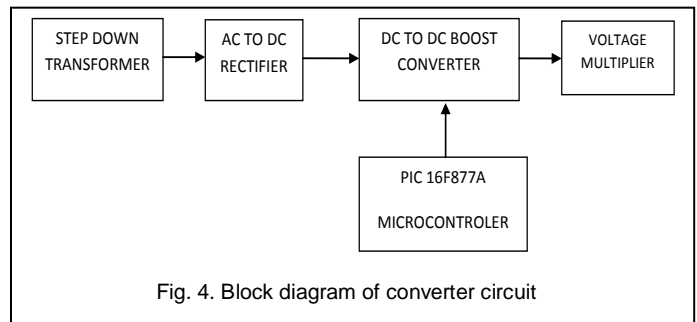 STEP DOWN
TRANSFORMER
AC TO DC
RECTIFIER
DC TO DC BOOST
CONVERTER
VOLTAGE
MULTIPLIER
PIC 16F877A
MICROCONTROLER
Fig. 4. Block diagram of converter circuit